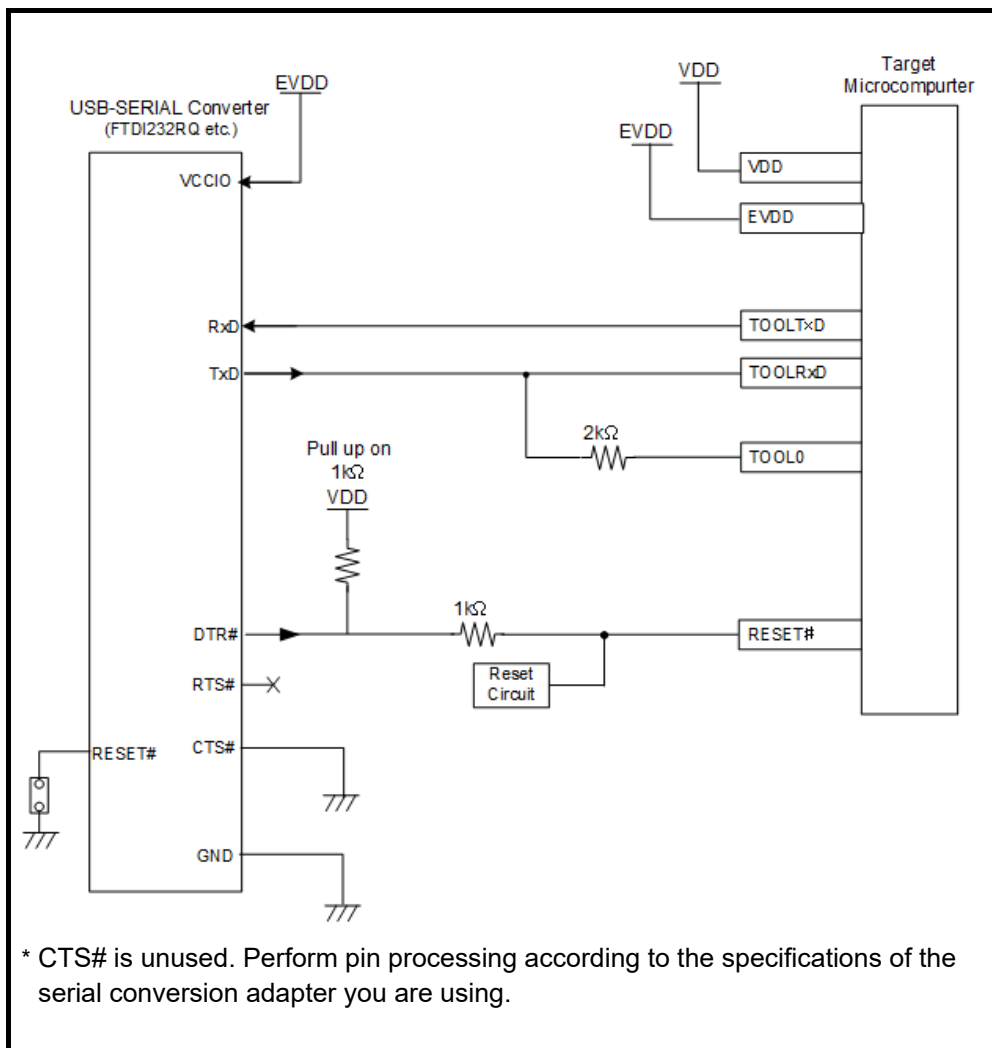 EVDD
USB-SERIAL Converter
(FTDI232RQ etc.)
VCCIO
RxD
TxD
Pull up on
1kΩ
VDD
DTR#
RTS#
CTS#
RESET#
GND
1kΩ
Reset
Circuit
2kΩ
VDD
EVDD
Target
Microcompurter
VDD
EVDD
TOOLTxD
TOOLRxD
TOOL0
RESET#
* CTS# is unused. Perform pin processing according to the specifications of the
serial conversion adapter you are using.